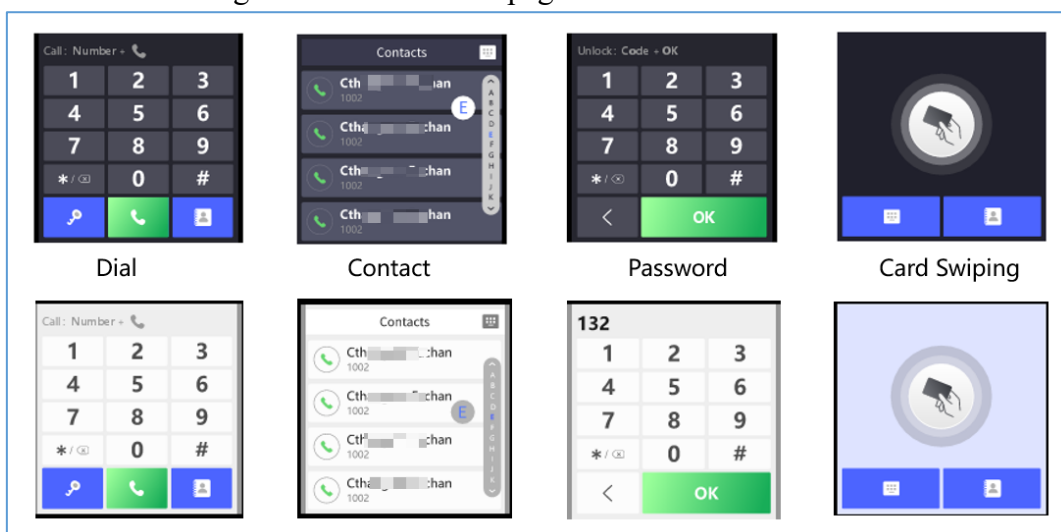 Call: Number +
1 2 3
4 5 6
7 8 9
* / 0 #
Dial
Contacts
1002
E
1002
1002
1002
A
B
C
D
E
F
G
H
I
J
K
Contact
Unlock: Code + OK
1 2 3
4 5 6
7 8 9
* / 0 #
< OK
Password
Card Swiping
Call: Number +
1 2 3
4 5 6
7 8 9
* / 0 #
Contacts
1002
1002
E
1002
1002
A
B
C
D
E
F
G
H
I
J
K
132
1 2 3
4 5 6
7 8 9
* / 0 #
< OK